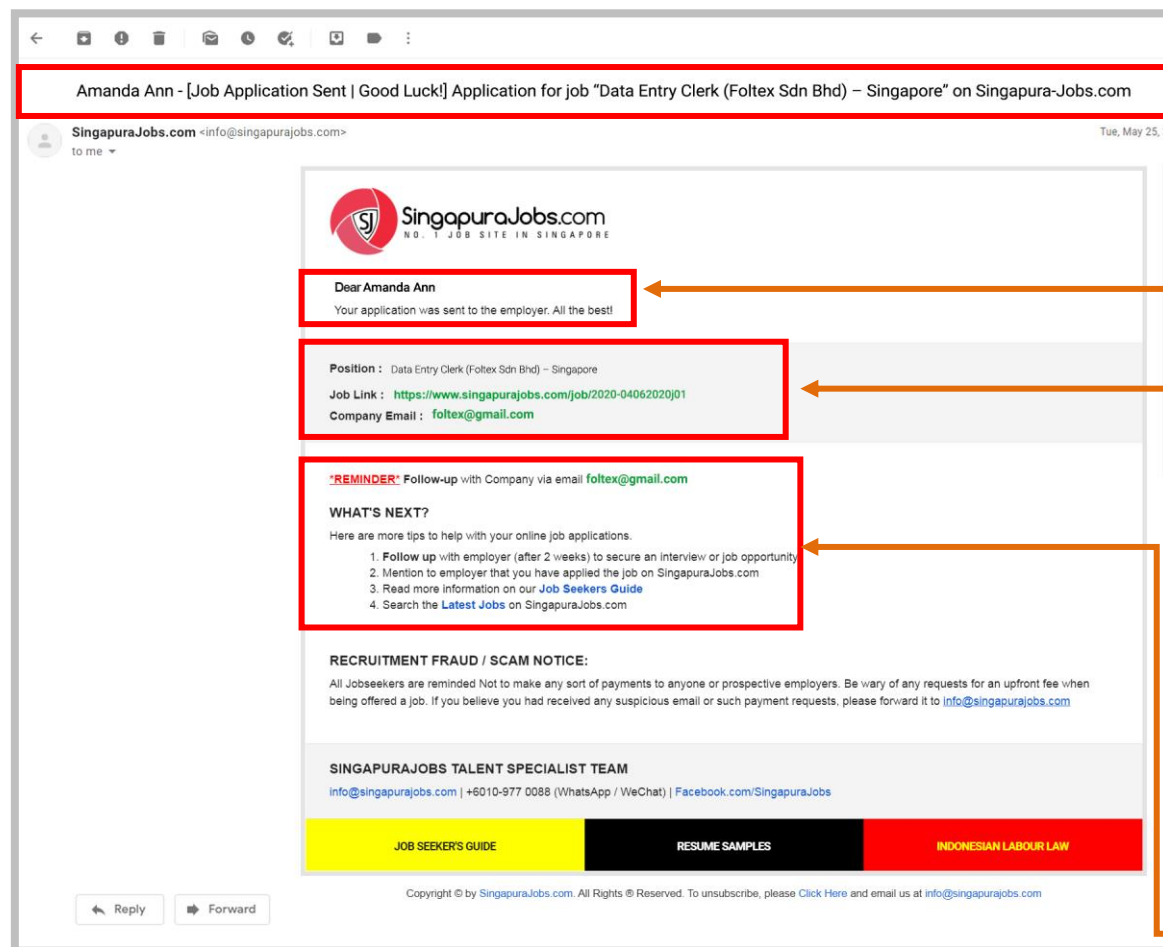 Amanda Ann - [Job Application Sent | Good Luck!] Application for job “Data Entry Clerk (Foltex Sdn Bhd) – Singapore” on Singapura-Jobs.com
SingapuraJobs.com <info@singapurajobs.com>
Tue, May 25,
to me
SJ
SingapuraJobs.com
NO. 1 JOB SITE IN SINGAPORE
Dear Amanda Ann
Your application was sent to the employer. All the best!
Position : Data Entry Clerk (Foltex Sdn Bhd) – Singapore
Job Link : https://www.singapurajobs.com/job/2020-04062020j01
Company Email : foltex@gmail.com
*REMINDER* Follow-up with Company via email foltex@gmail.com
WHAT'S NEXT?
Here are more tips to help with your online job applications.
1. Follow up with employer (after 2 weeks) to secure an interview or job opportunity
2. Mention to employer that you have applied the job on SingapuraJobs.com
3. Read more information on our Job Seekers Guide
4. Search the Latest Jobs on SingapuraJobs.com
RECRUITMENT FRAUD / SCAM NOTICE:
All Jobseekers are reminded Not to make any sort of payments to anyone or prospective employers. Be wary of any requests for an upfront fee when
being offered a job. If you believe you had received any suspicious email or such payment requests, please forward it to info@singapurajobs.com
SINGAPURAJOBS TALENT SPECIALIST TEAM
info@singapurajobs.com | +6010-977 0088 (WhatsApp / WeChat) | Facebook.com/SingapuraJobs
JOB SEEKER'S GUIDE
RESUME SAMPLES
INDONESIAN LABOUR LAW
Copyright © by SingapuraJobs.com. All Rights ® Reserved. To unsubscribe, please Click Here and email us at info@singapurajobs.com
Reply
Forward